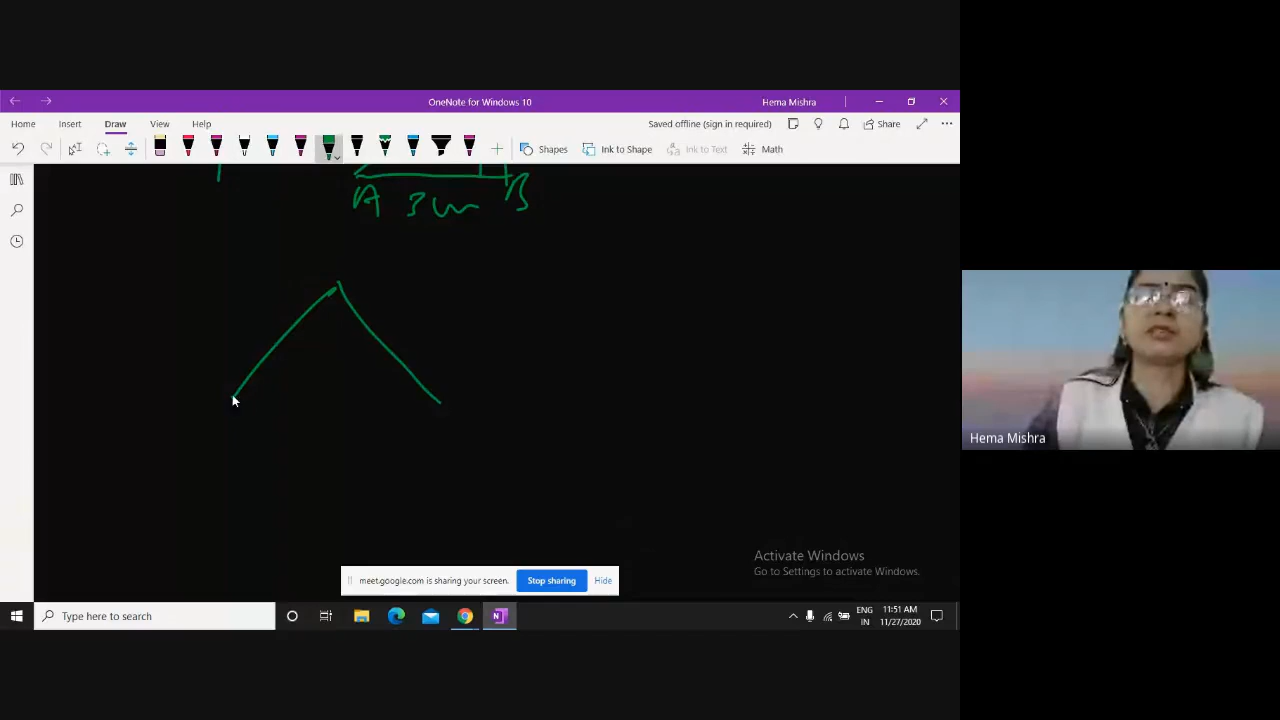 OneNote for Windows 10
Hema Mishra
Home Insert Draw View Help
Saved offline (sign in required)
Share
Shapes
Ink to Shape
Ink to Text
Math
A 3 cm B
Hema Mishra
Activate Windows
Go to Settings to activate Windows.
meet.google.com is sharing your screen.
Stop sharing
Hide
Type here to search
ENG
IN
11:51 AM
11/27/2020